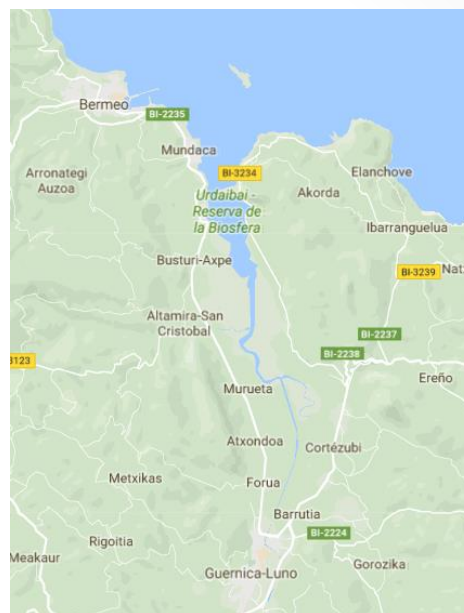 Bermeo
BI-2235
Mundaca
BI-3234
Elanchove
Arronategi
Auzoa
Urdaibai -
Reserva de
la Biosfera
Akorda
Ibarranguelua
Busturi-Axpe
BI-3239
Altamira-San
Cristobal
BI-2237
BI-2238
Ereño
Murueta
Atxondoa
Cortézubi
Metxikas
Forua
Barrutia
BI-2224
Rigoitia
Meakaur
Gorozika
Guernica-Luno